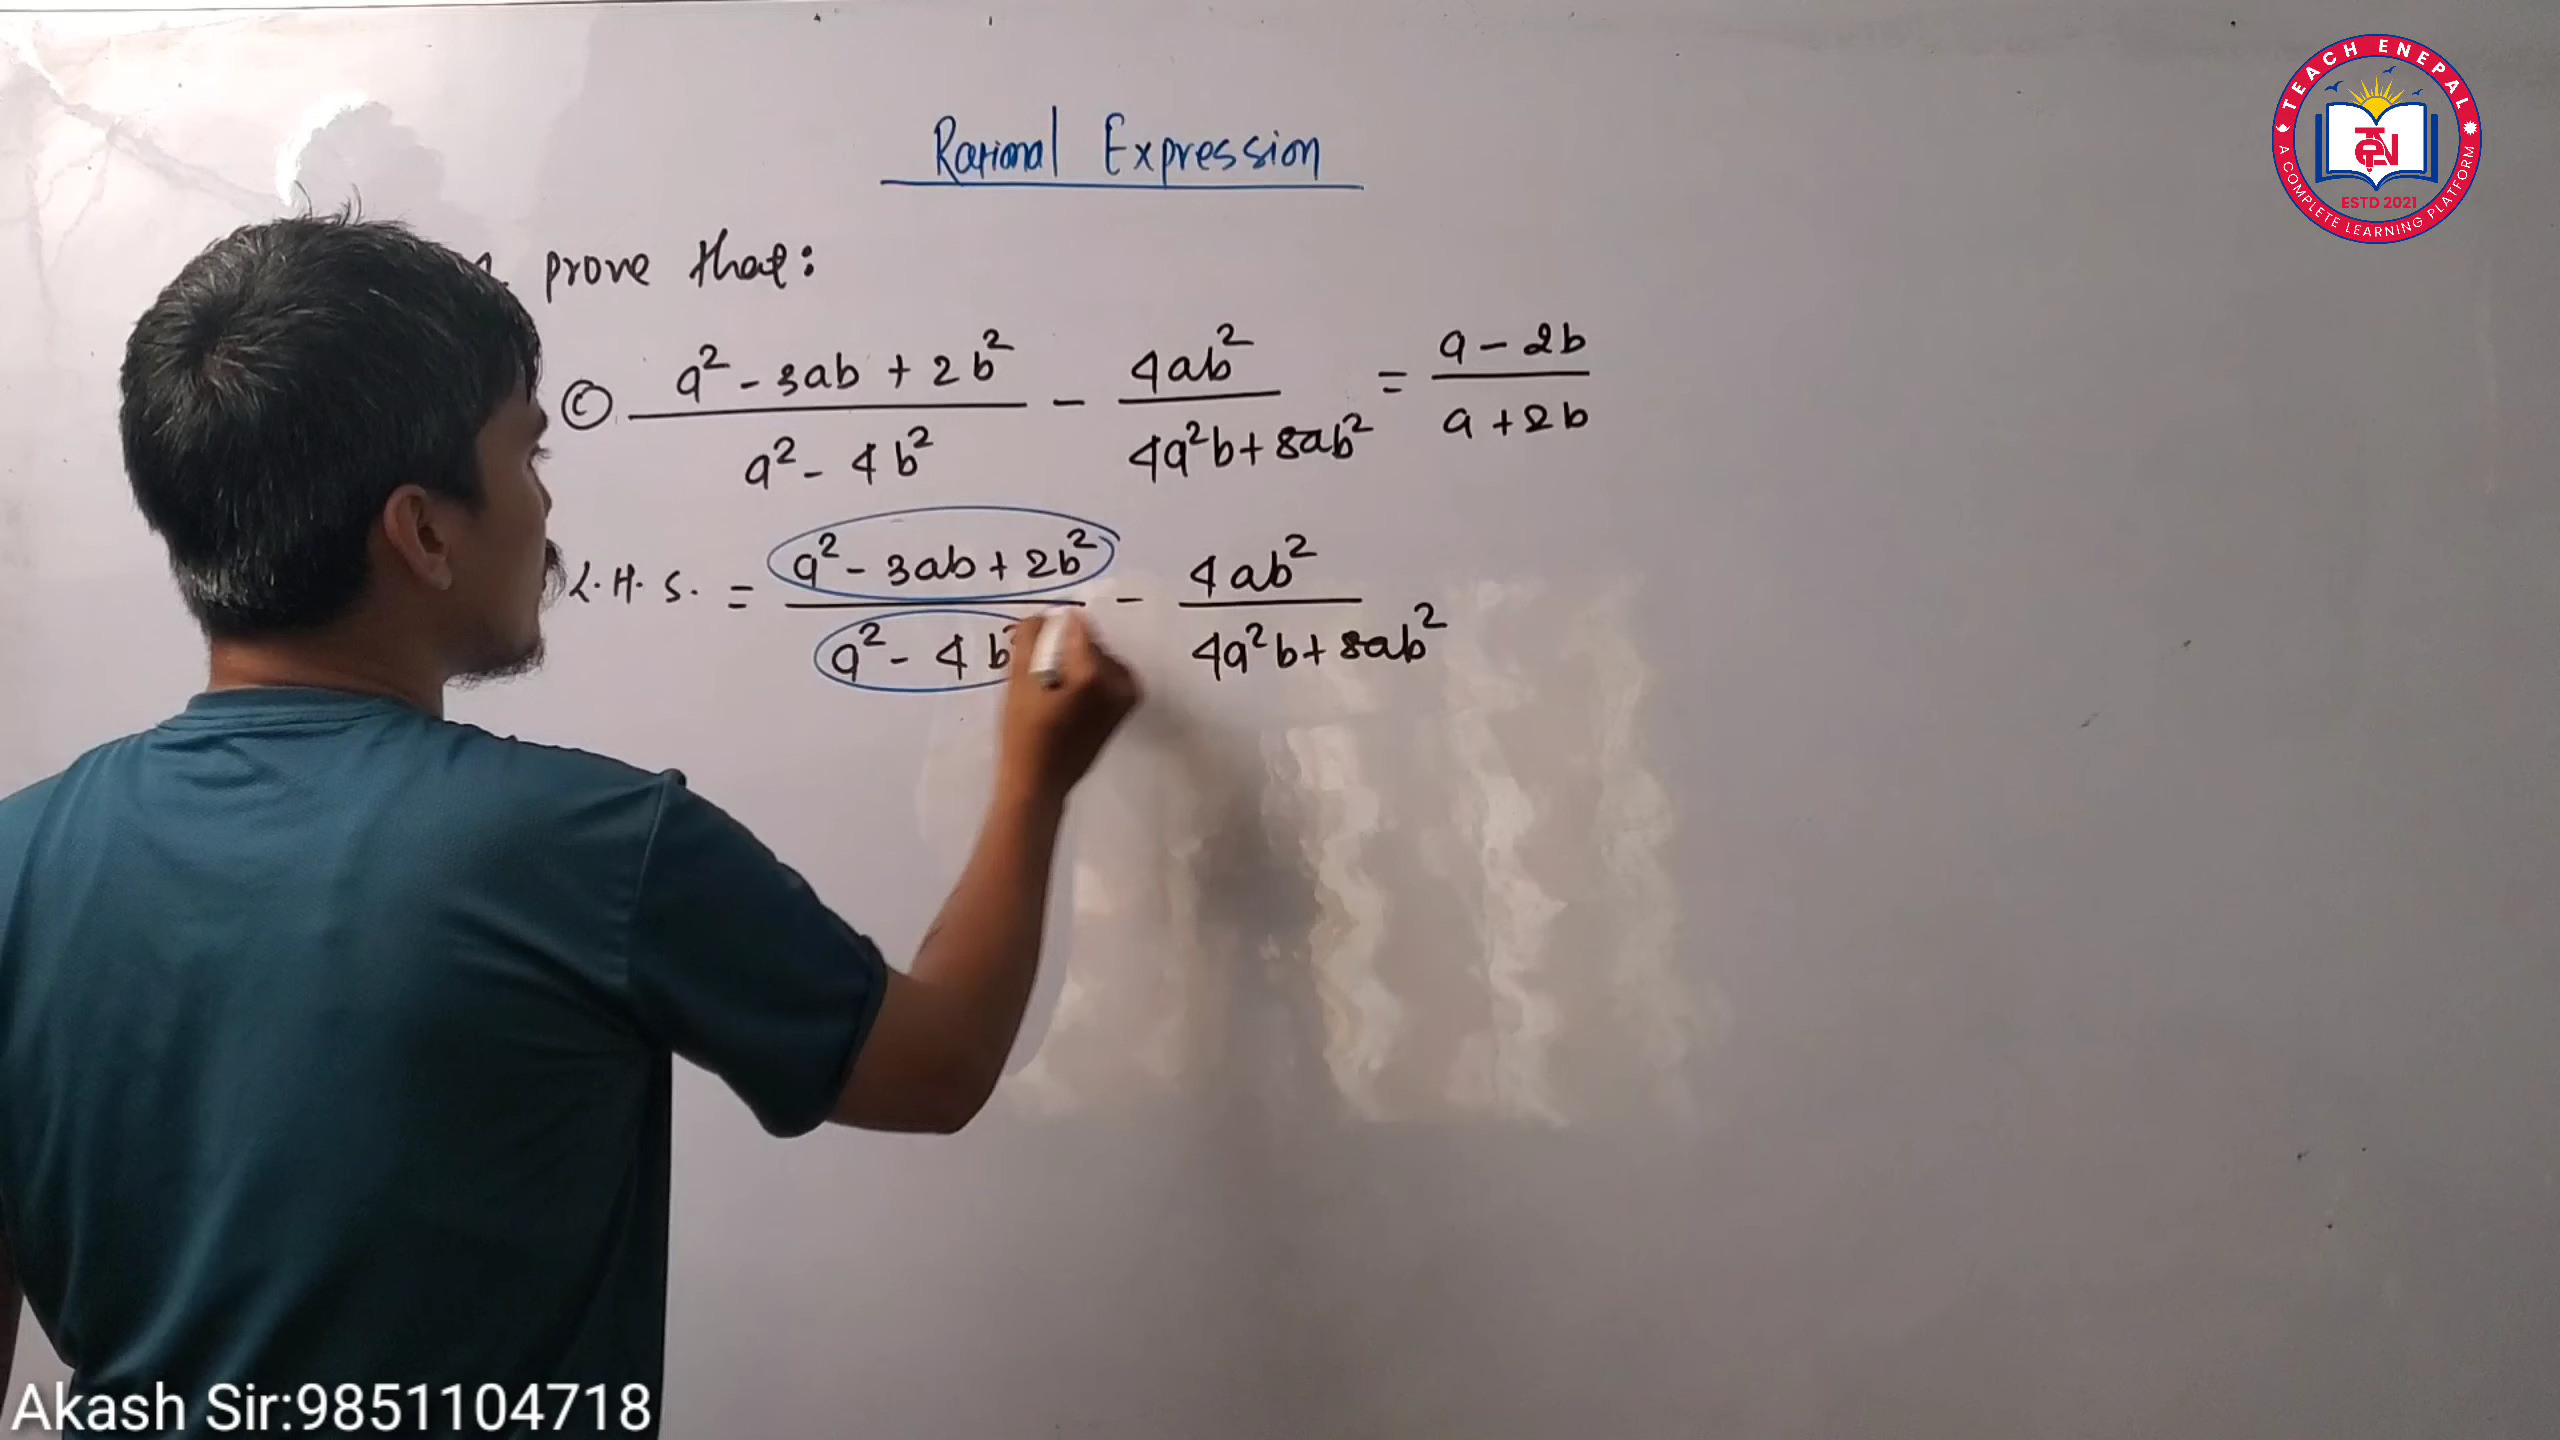 TEACH ENEPAL
TEN
ESTD 2021
A COMPLETE LEARNING PLATFORM
Rational Expression
prove that:
ⓒ (a² - 3ab + 2b²)/(a² - 4b²) - 4ab²/(4a²b + 8ab²) = (a - 2b)/(a + 2b)
L.H.S. = (a² - 3ab + 2b²)/(a² - 4b²) - 4ab²/(4a²b + 8ab²)
Akash Sir:9851104718